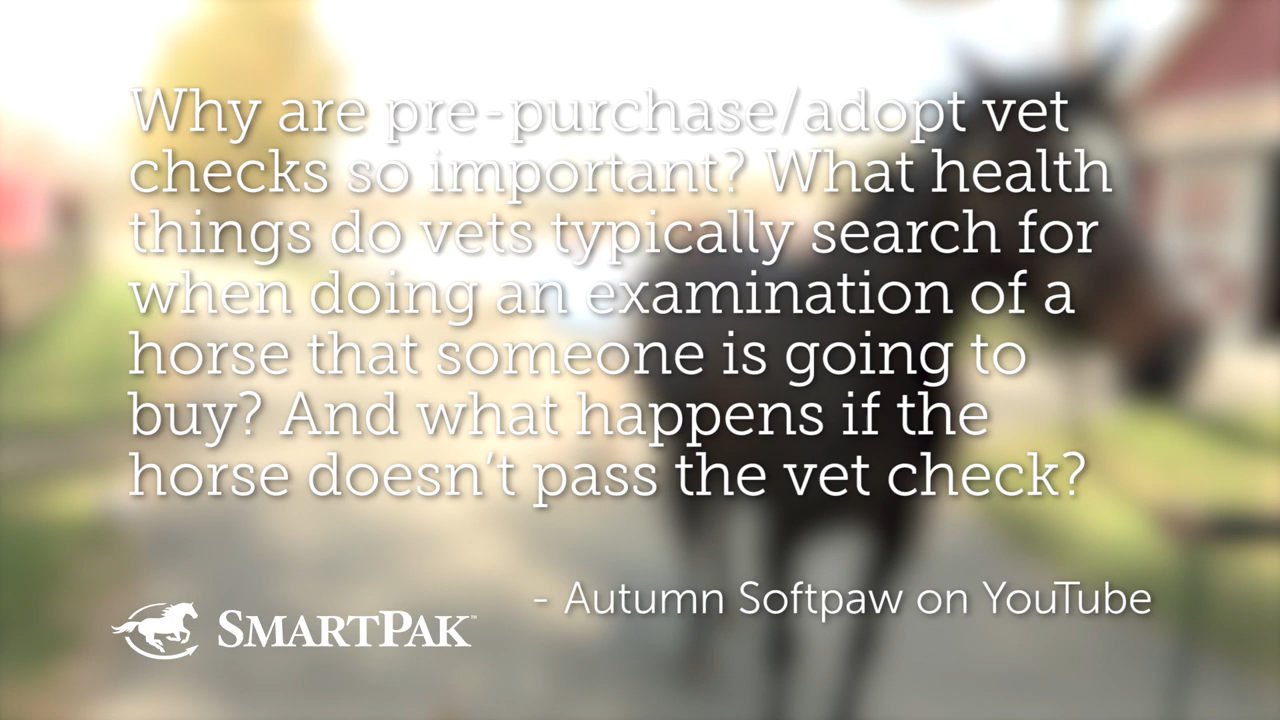 Why are pre-purchase/adopt vet
checks so important? What health
things do vets typically search for
when doing an examination of a
horse that someone is going to
buy? And what happens if the
horse doesn't pass the vet check?
- Autumn Softpaw on YouTube
SMARTPAK™